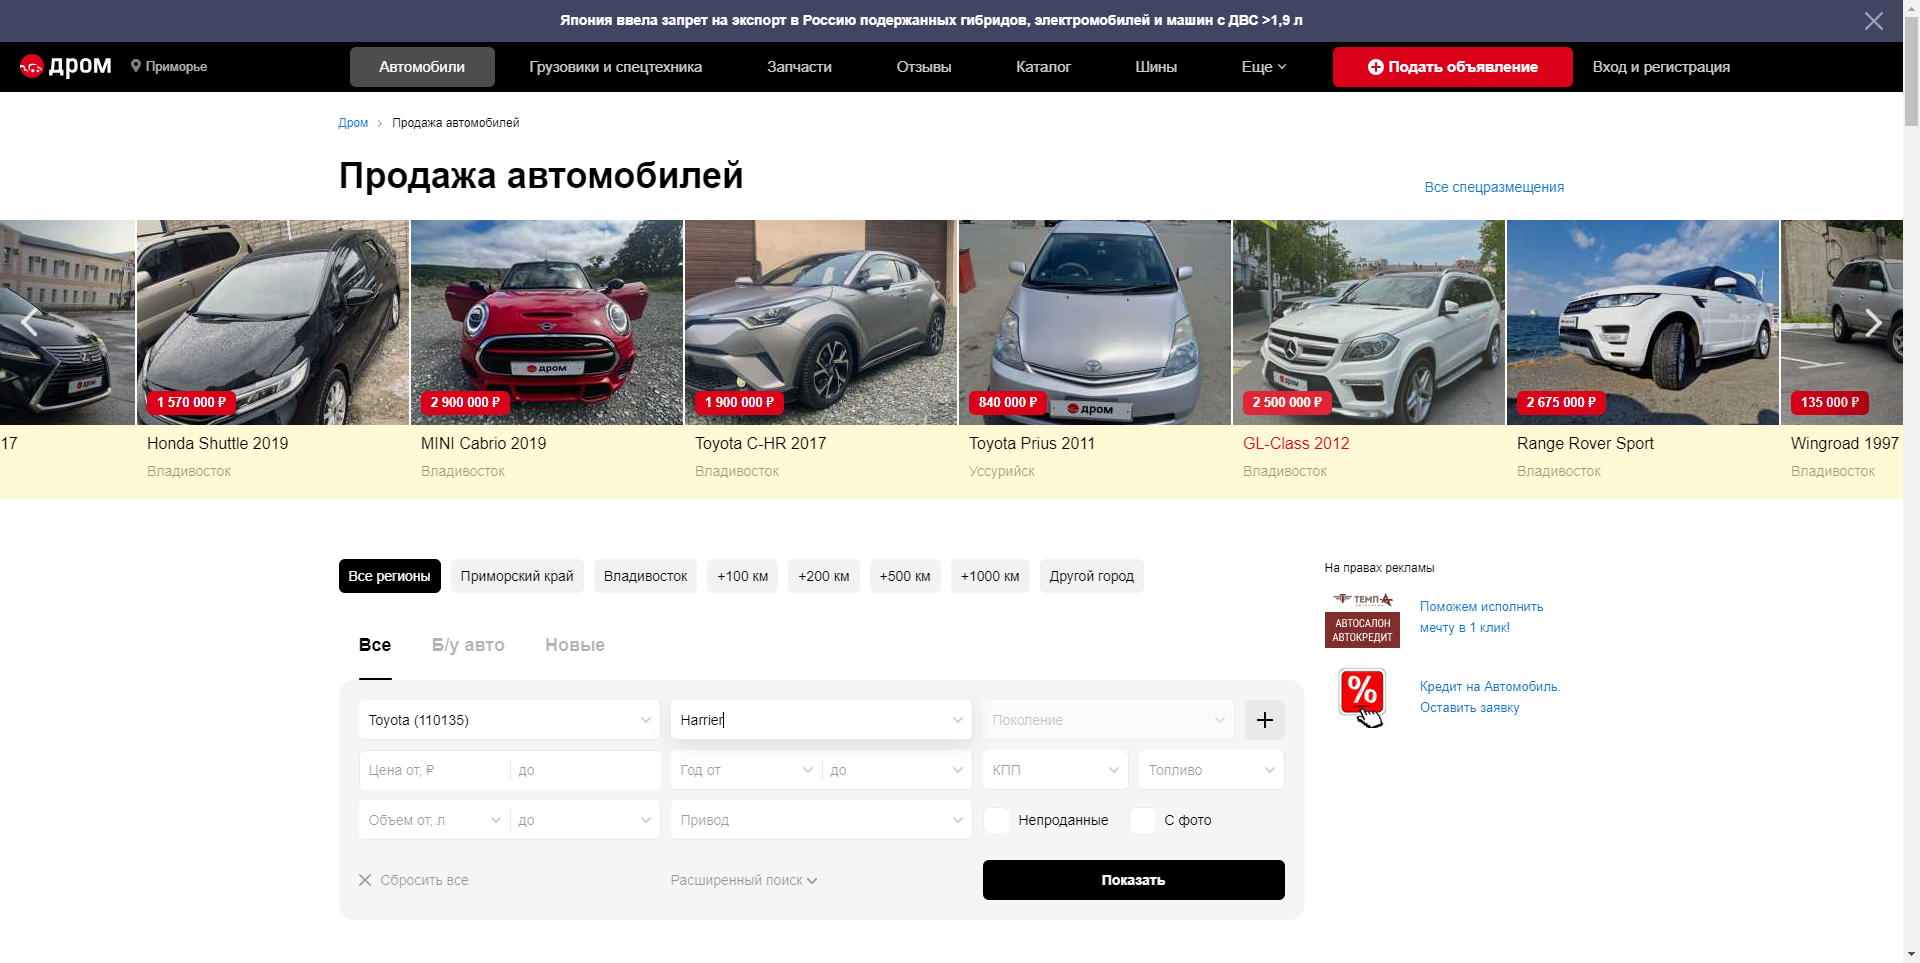 Япония ввела запрет на экспорт в Россию подержанных гибридов, электромобилей и машин с ДВС >1,9 л
дром
Приморье
Автомобили
Грузовики и спецтехника
Запчасти
Отзывы
Каталог
Шины
Еще
Подать объявление
Вход и регистрация
Дром > Продажа автомобилей
Продажа автомобилей
Все спецразмещения
дром
дром
дром
дром
1 570 000 ₽
2 900 000 ₽
1 900 000 ₽
840 000 ₽
2 500 000 ₽
2 675 000 ₽
135 000 ₽
17
Honda Shuttle 2019
MINI Cabrio 2019
Toyota C-HR 2017
Toyota Prius 2011
GL-Class 2012
Range Rover Sport
Wingroad 1997
Владивосток
Владивосток
Владивосток
Уссурийск
Владивосток
Владивосток
Владивосток
Все регионы
Приморский край
Владивосток
+100 км
+200 км
+500 км
+1000 км
Другой город
Все
Б/у авто
Новые
Toyota (110135)
Harrier
Поколение
Цена от, ₽
до
Год от
до
КПП
Топливо
Объем от, л
до
Привод
Непроданные
С фото
Сбросить все
Расширенный поиск
Показать
На правах рекламы
ТЕМП-А
АВТОСАЛОН
АВТОКРЕДИТ
Поможем исполнить
мечту в 1 клик!
%
Кредит на Автомобиль.
Оставить заявку